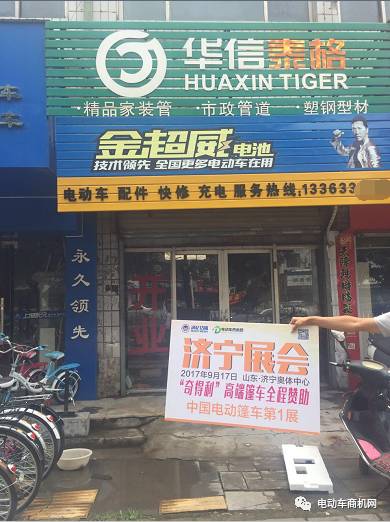 华信泰格
HUAXIN TIGER
·精品家装管 ·市政管道 ·塑钢型材
金超威电池
技术领先 全国更多电动车在用
电动车 配件 快修 充电 服务热线:133633
车
车
永久领先
开业
济宁展会
2017年9月17日 山东·济宁奥体中心
“奇得利”高端篷车全程赞助
中国电动篷车第1展
电动车商机网